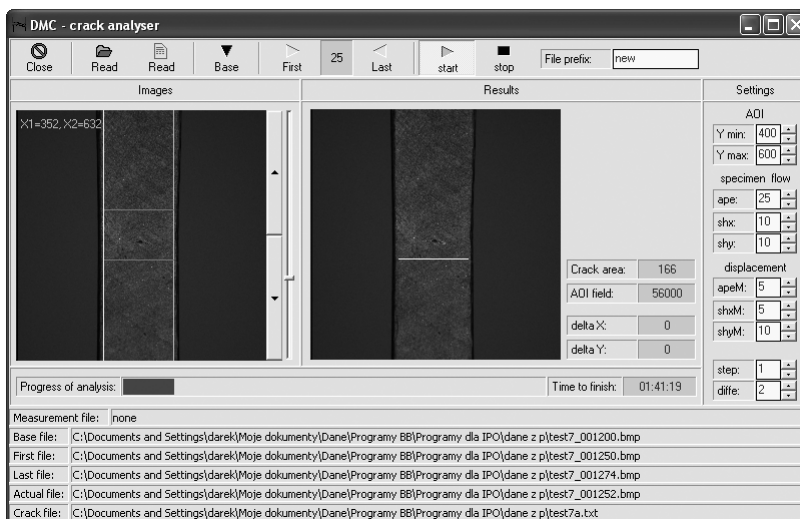 DMC - crack analyser
Close Read Read Base First 25 Last start stop File prefix: new
Images Results Settings
X1=352, X2=632
AOI
Y min: 400
Y max: 600
specimen flow
ape: 25
shx: 10
shy: 10
displacement
Crack area: 166 apeM: 5
AOI field: 56000 shxM: 5
delta X: 0 shyM: 10
delta Y: 0
step: 1
Progress of analysis: Time to finish: 01:41:19 diffe: 2
Measurement file: none
Base file: C:\Documents and Settings\darek\Moje dokumenty\Dane\Programy BB\Programy dla IPO\dane z p\test7_001200.bmp
First file: C:\Documents and Settings\darek\Moje dokumenty\Dane\Programy BB\Programy dla IPO\dane z p\test7_001250.bmp
Last file: C:\Documents and Settings\darek\Moje dokumenty\Dane\Programy BB\Programy dla IPO\dane z p\test7_001274.bmp
Actual file: C:\Documents and Settings\darek\Moje dokumenty\Dane\Programy BB\Programy dla IPO\dane z p\test7_001252.bmp
Crack file: C:\Documents and Settings\darek\Moje dokumenty\Dane\Programy BB\Programy dla IPO\dane z p\test7a.txt